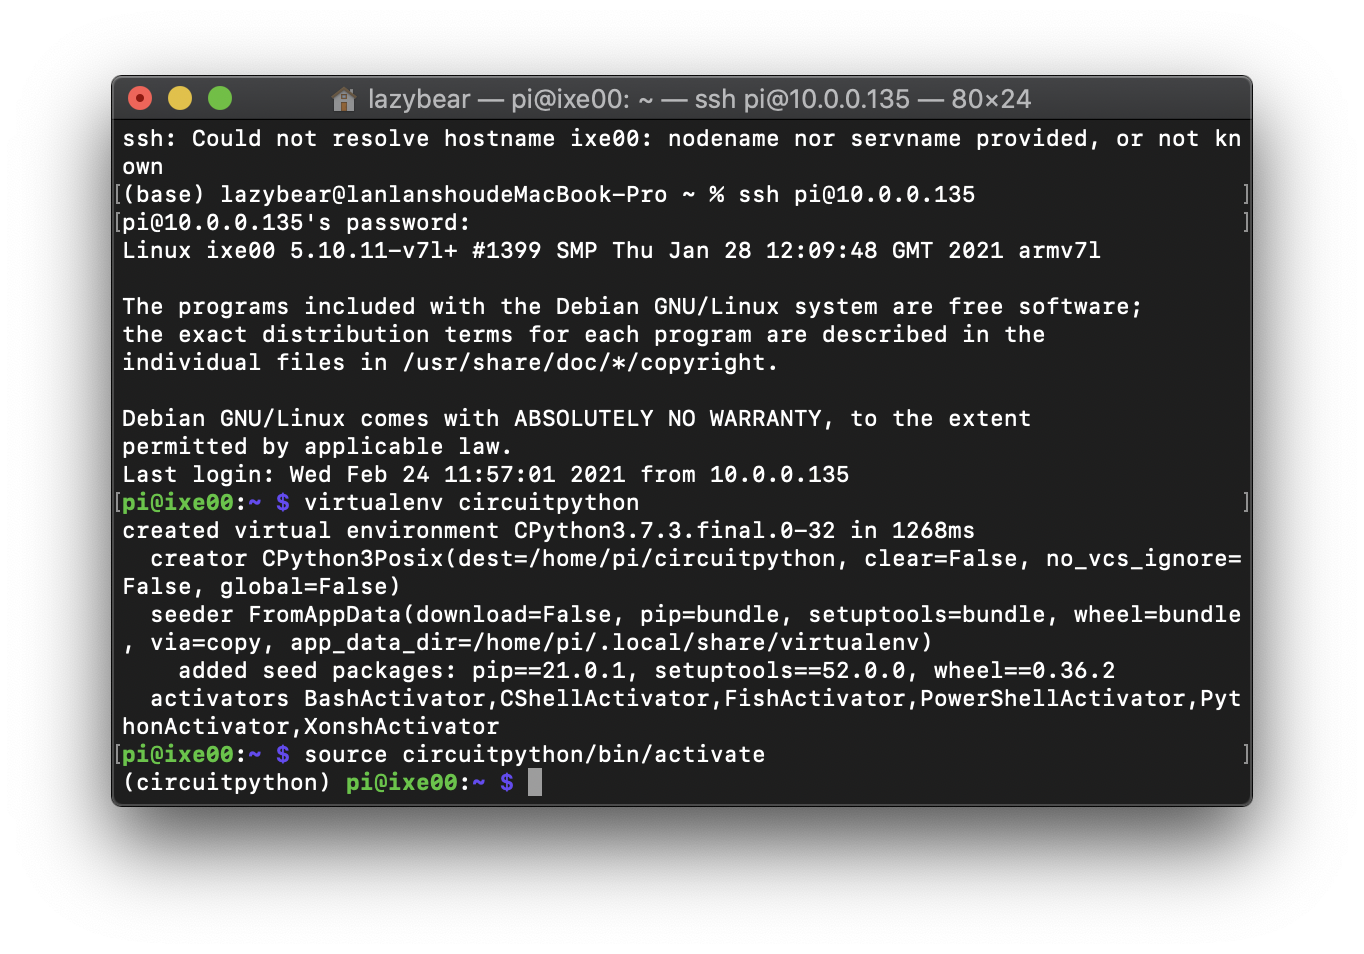 lazybear — pi@ixe00: ~ — ssh pi@10.0.0.135 — 80×24
ssh: Could not resolve hostname ixe00: nodename nor servname provided, or not kn
own
[(base) lazybear@lanlanshoudeMacBook-Pro ~ % ssh pi@10.0.0.135 ]
[pi@10.0.0.135's password: ]
Linux ixe00 5.10.11-v7l+ #1399 SMP Thu Jan 28 12:09:48 GMT 2021 armv7l
The programs included with the Debian GNU/Linux system are free software;
the exact distribution terms for each program are described in the
individual files in /usr/share/doc/*/copyright.
Debian GNU/Linux comes with ABSOLUTELY NO WARRANTY, to the extent
permitted by applicable law.
Last login: Wed Feb 24 11:57:01 2021 from 10.0.0.135
[pi@ixe00:~ $ virtualenv circuitpython ]
created virtual environment CPython3.7.3.final.0-32 in 1268ms
  creator CPython3Posix(dest=/home/pi/circuitpython, clear=False, no_vcs_ignore=
False, global=False)
  seeder FromAppData(download=False, pip=bundle, setuptools=bundle, wheel=bundle
, via=copy, app_data_dir=/home/pi/.local/share/virtualenv)
    added seed packages: pip==21.0.1, setuptools==52.0.0, wheel==0.36.2
  activators BashActivator,CShellActivator,FishActivator,PowerShellActivator,Pyt
honActivator,XonshActivator
[pi@ixe00:~ $ source circuitpython/bin/activate ]
(circuitpython) pi@ixe00:~ $